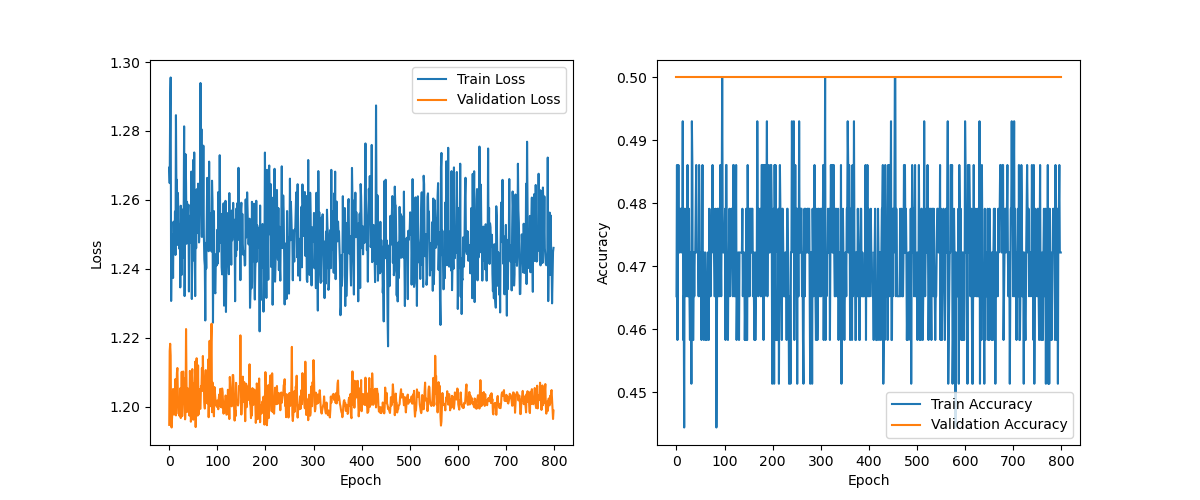 1.30
1.28
1.26
1.24
1.22
1.20
Loss
0 100 200 300 400 500 600 700 800
Epoch
Train Loss
Validation Loss
0.50
0.49
0.48
0.47
0.46
0.45
Accuracy
0 100 200 300 400 500 600 700 800
Epoch
Train Accuracy
Validation Accuracy